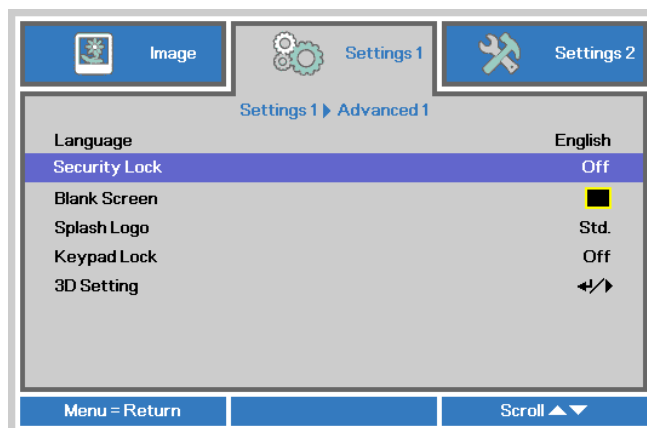 Image Settings 1 Settings 2
Settings 1 Advanced 1
Language English
Security Lock Off
Blank Screen
Splash Logo Std.
Keypad Lock Off
3D Setting
Menu = Return Scroll